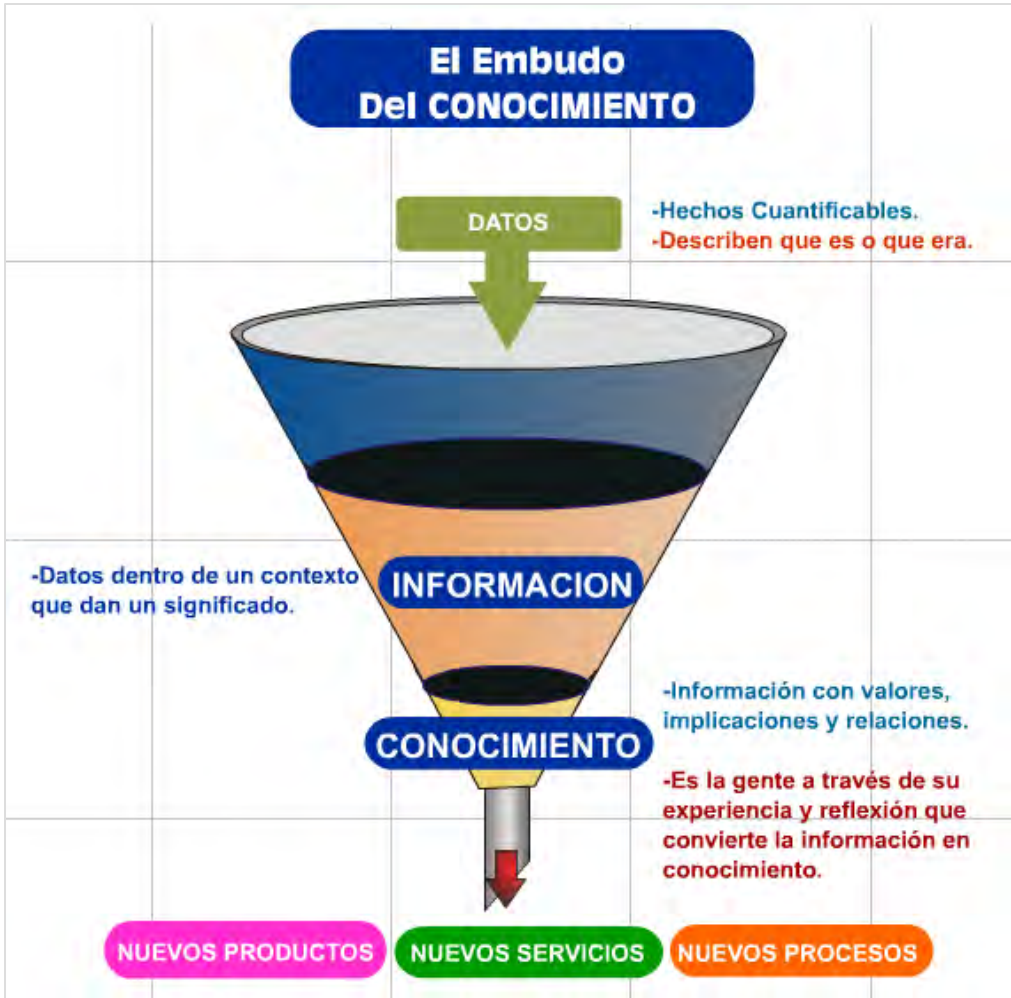 El Embudo
Del CONOCIMIENTO
DATOS
-Hechos Cuantificables.
-Describen que es o que era.
-Datos dentro de un contexto
que dan un significado.
INFORMACION
-Información con valores,
implicaciones y relaciones.
CONOCIMIENTO
-Es la gente a través de su
experiencia y reflexión que
convierte la información en
conocimiento.
NUEVOS PRODUCTOS
NUEVOS SERVICIOS
NUEVOS PROCESOS